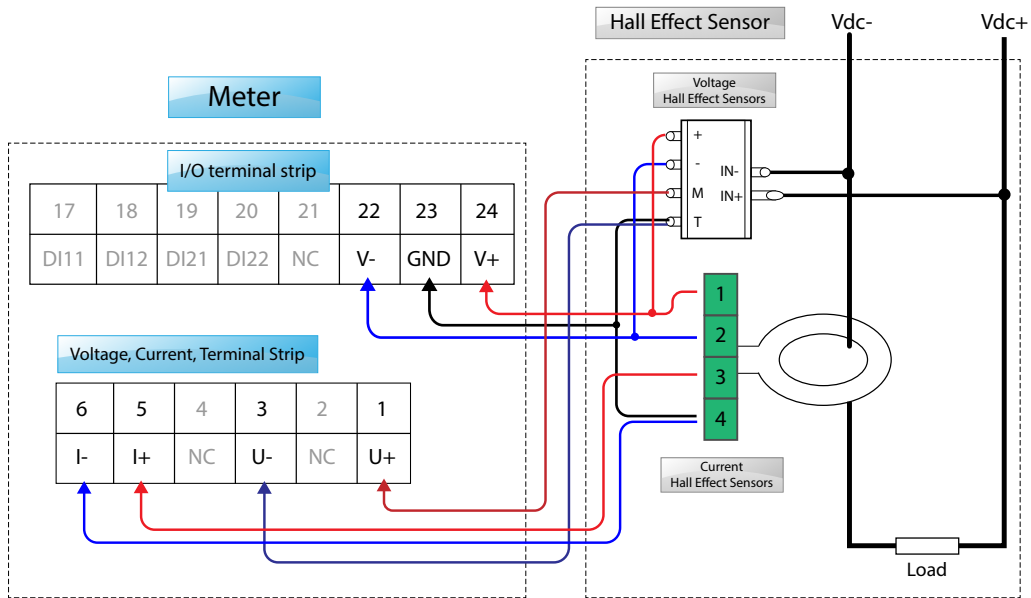 Hall Effect Sensor
Vdc-
Vdc+
Meter
Voltage
Hall Effect Sensors
I/O terminal strip
17 18 19 20 21 22 23 24
DI11 DI12 DI21 DI22 NC V- GND V+
+
-
M
T
IN-
IN+
1
2
3
4
Voltage, Current, Terminal Strip
6 5 4 3 2 1
I- I+ NC U- NC U+
Current
Hall Effect Sensors
Load